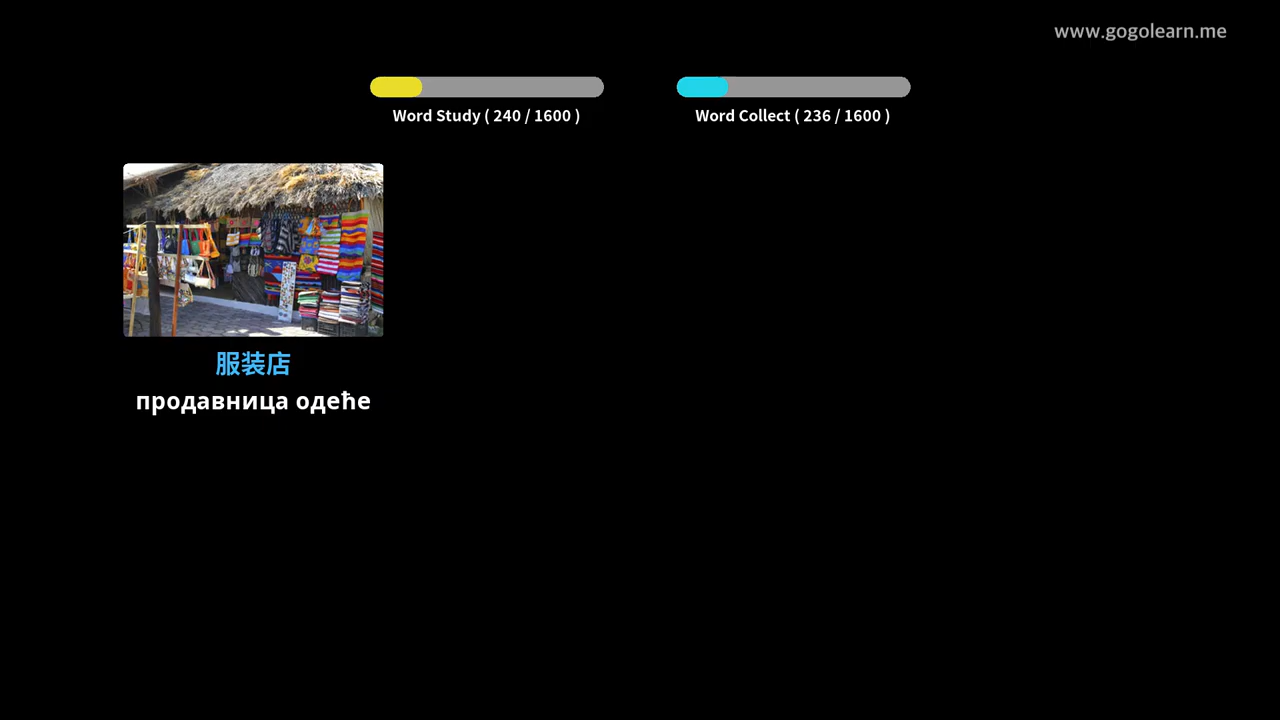 www.gogolearn.me
Word Study ( 240 / 1600 )
Word Collect ( 236 / 1600 )
服装店
продавница одеће